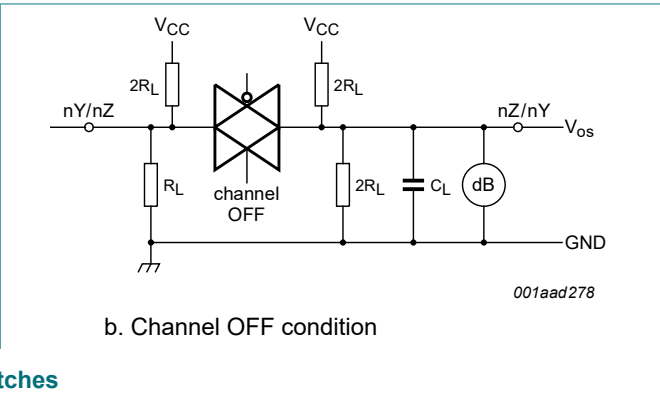 VCC VCC
2RL 2RL
nY/nZ nZ/nY
Vos
RL channel OFF 2RL CL dB
GND
001aad278
b. Channel OFF condition
tches